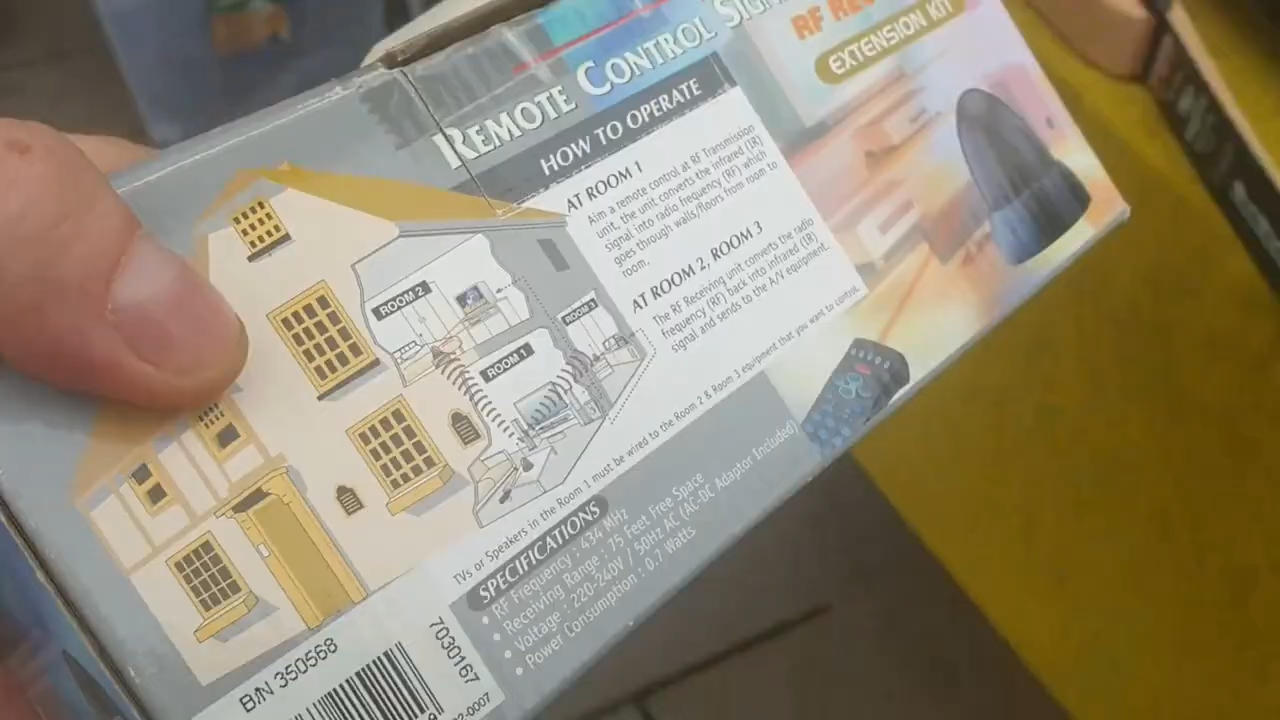 REMOTE CONTROL
RF
EXTENSION KIT
HOW TO OPERATE
AT ROOM 1
Aim a remote control at RF Transmission
unit, the unit converts the infrared (IR)
signal into radio frequency (RF) which
goes through walls/floors from room to
room.
AT ROOM 2, ROOM 3
The RF Receiving unit converts the radio
frequency (RF) back into infrared (IR)
signal and sends to the A/V equipment.
ROOM 2
ROOM 3
ROOM 1
TVs or Speakers in the Room 1 must be wired to the Room 2 & Room 3 equipment that you want to control.
SPECIFICATIONS
• RF Frequency : 434 MHz
• Receiving Range : 75 Feet Free Space
• Voltage : 220-240V / 50Hz AC (AC-DC Adaptor Included)
• Power Consumption : 0.7 Watts
B/N 350568
7030167